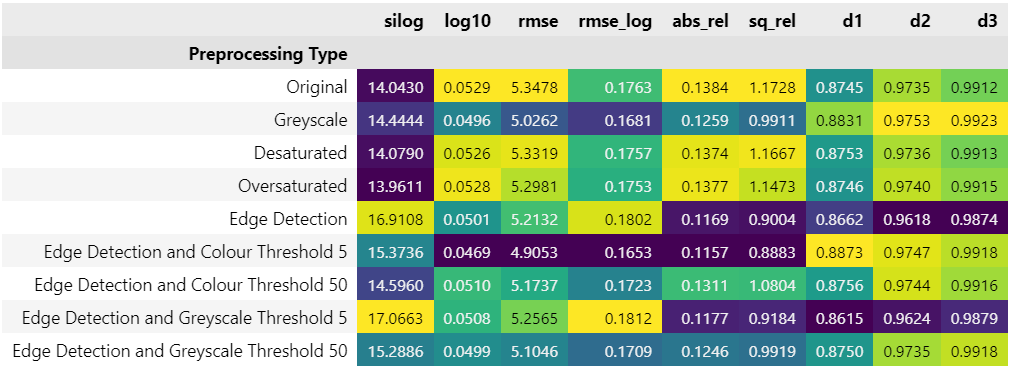 silog log10 rmse rmse_log abs_rel sq_rel d1 d2 d3
Preprocessing Type
Original 14.0430 0.0529 5.3478 0.1763 0.1384 1.1728 0.8745 0.9735 0.9912
Greyscale 14.4444 0.0496 5.0262 0.1681 0.1259 0.9911 0.8831 0.9753 0.9923
Desaturated 14.0790 0.0526 5.3319 0.1757 0.1374 1.1667 0.8753 0.9736 0.9913
Oversaturated 13.9611 0.0528 5.2981 0.1753 0.1377 1.1473 0.8746 0.9740 0.9915
Edge Detection 16.9108 0.0501 5.2132 0.1802 0.1169 0.9004 0.8662 0.9618 0.9874
Edge Detection and Colour Threshold 5 15.3736 0.0469 4.9053 0.1653 0.1157 0.8883 0.8873 0.9747 0.9918
Edge Detection and Colour Threshold 50 14.5960 0.0510 5.1737 0.1723 0.1311 1.0804 0.8756 0.9744 0.9916
Edge Detection and Greyscale Threshold 5 17.0663 0.0508 5.2565 0.1812 0.1177 0.9184 0.8615 0.9624 0.9879
Edge Detection and Greyscale Threshold 50 15.2886 0.0499 5.1046 0.1709 0.1246 0.9919 0.8750 0.9735 0.9918